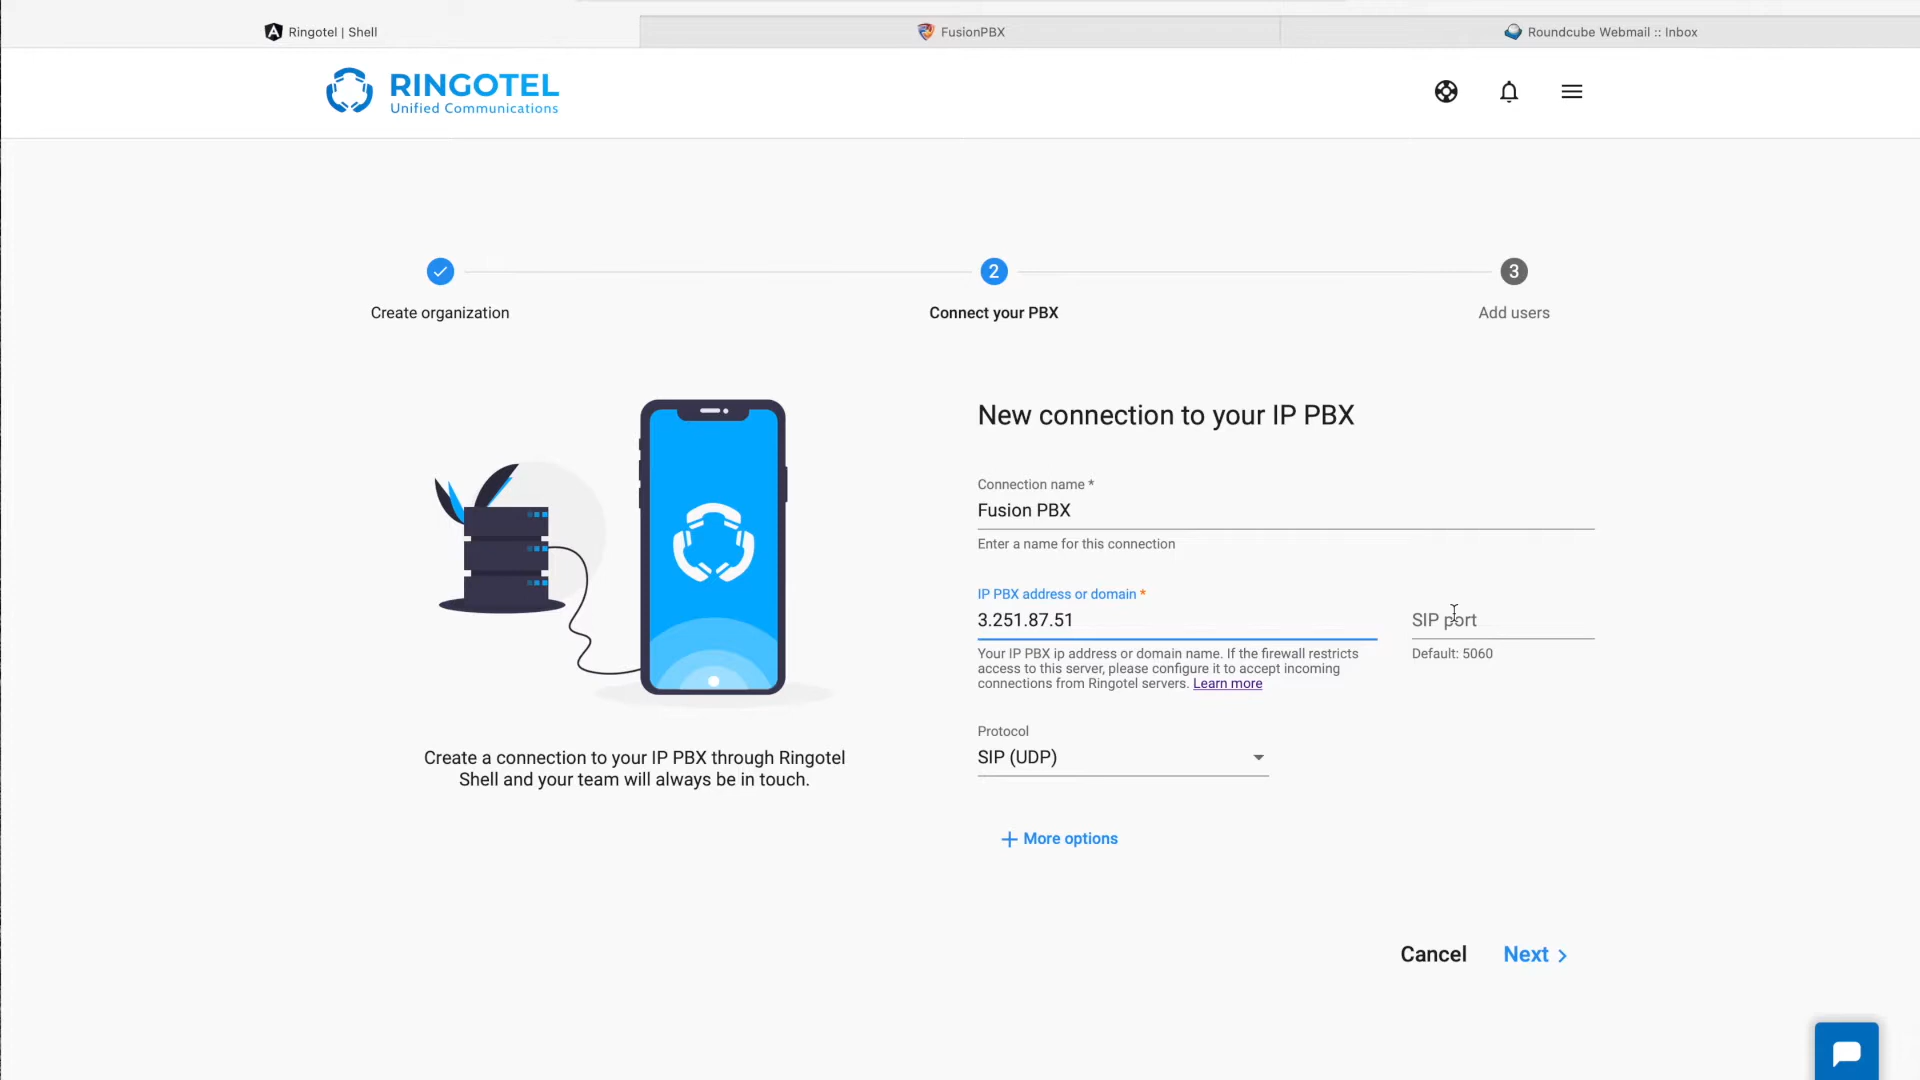 Ringotel | Shell
FusionPBX
Roundcube Webmail :: Inbox
RINGOTEL
Unified Communications
2
3
Create organization
Connect your PBX
Add users
New connection to your IP PBX
Connection name *
Fusion PBX
Enter a name for this connection
IP PBX address or domain *
3.251.87.51
SIP port
Your IP PBX ip address or domain name. If the firewall restricts
access to this server, please configure it to accept incoming
connections from Ringotel servers. Learn more
Default: 5060
Protocol
SIP (UDP)
Create a connection to your IP PBX through Ringotel
Shell and your team will always be in touch.
More options
Cancel
Next